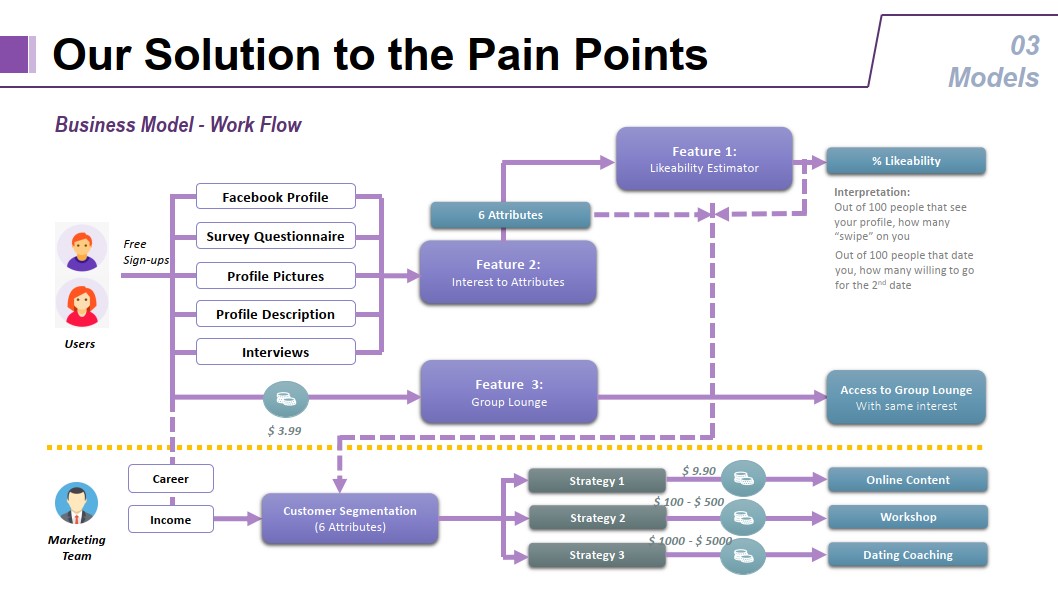 Our Solution to the Pain Points
03
Models
Business Model - Work Flow
Feature 1:
Likeability Estimator
% Likeability
Interpretation:
Out of 100 people that see
your profile, how many
“swipe” on you
Out of 100 people that date
you, how many willing to go
for the 2nd date
6 Attributes
Feature 2:
Interest to Attributes
Facebook Profile
Survey Questionnaire
Profile Pictures
Profile Description
Interviews
Free
Sign-ups
Users
$ 3.99
Feature 3:
Group Lounge
Access to Group Lounge
With same interest
Career
Income
Marketing
Team
Customer Segmentation
(6 Attributes)
Strategy 1
$ 9.90
Online Content
Strategy 2
$ 100 - $ 500
Workshop
Strategy 3
$ 1000 - $ 5000
Dating Coaching